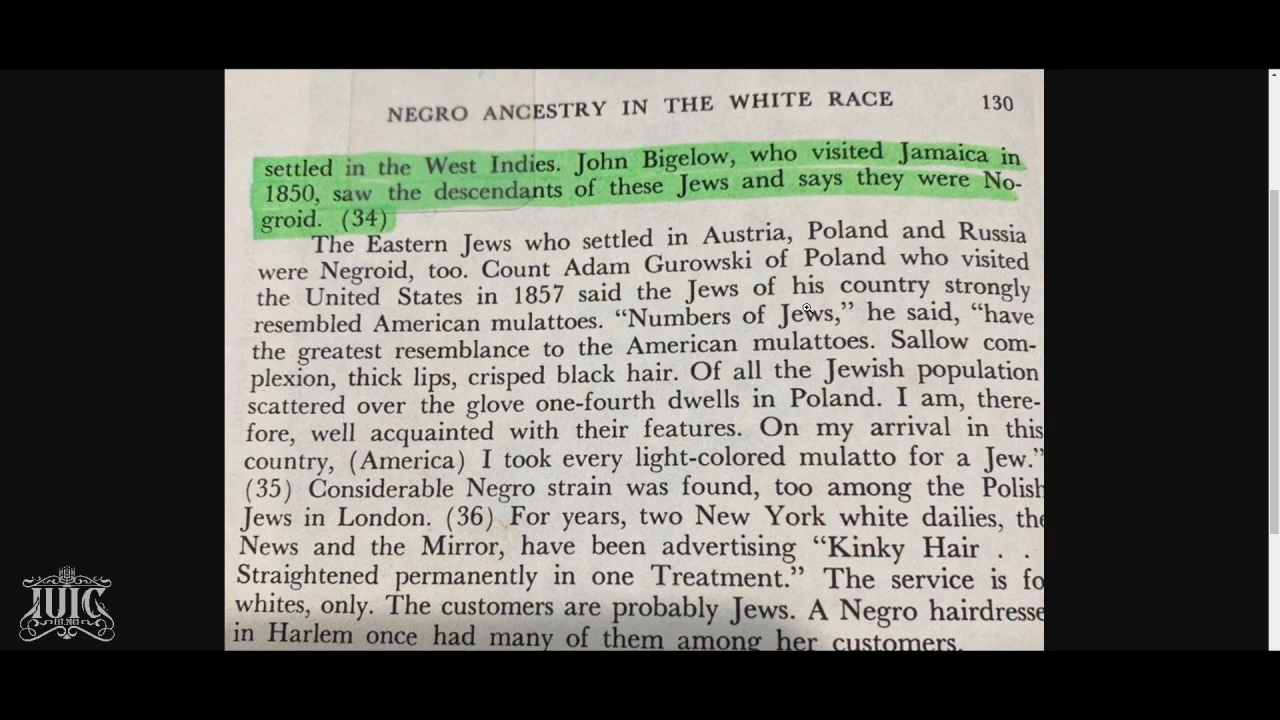 NEGRO ANCESTRY IN THE WHITE RACE 130
settled in the West Indies. John Bigelow, who visited Jamaica in
1850, saw the descendants of these Jews and says they were No-
groid. (34)
The Eastern Jews who settled in Austria, Poland and Russia
were Negroid, too. Count Adam Gurowski of Poland who visited
the United States in 1857 said the Jews of his country strongly
resembled American mulattoes. “Numbers of Jews,” he said, “have
the greatest resemblance to the American mulattoes. Sallow com-
plexion, thick lips, crisped black hair. Of all the Jewish population
scattered over the glove one-fourth dwells in Poland. I am, there-
fore, well acquainted with their features. On my arrival in this
country, (America) I took every light-colored mulatto for a Jew.”
(35) Considerable Negro strain was found, too among the Polish
Jews in London. (36) For years, two New York white dailies, the
News and the Mirror, have been advertising “Kinky Hair . .
Straightened permanently in one Treatment.” The service is fo
whites, only. The customers are probably Jews. A Negro hairdresse
in Harlem once had many of them among her customers.
IUIC
EST. 2003